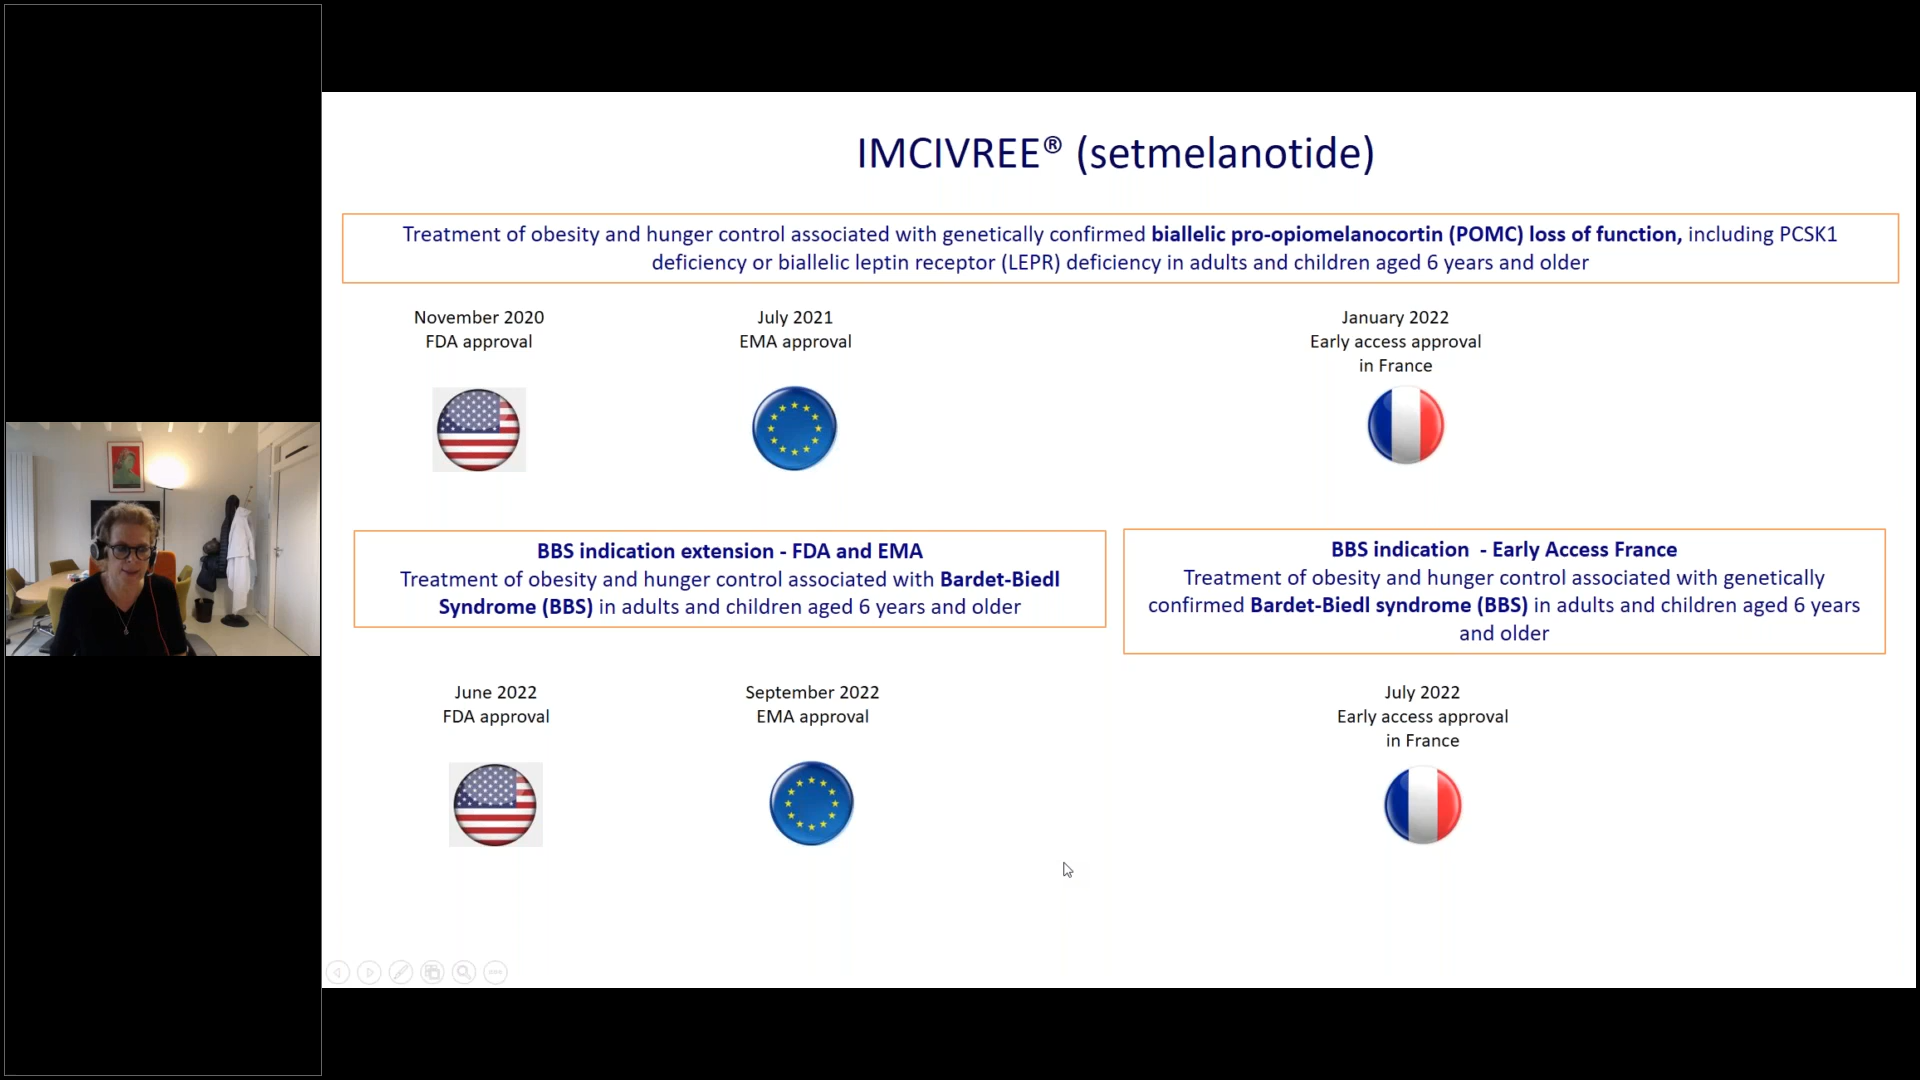 IMCIVREE® (setmelanotide)
Treatment of obesity and hunger control associated with genetically confirmed biallelic pro-opiomelanocortin (POMC) loss of function, including PCSK1
deficiency or biallelic leptin receptor (LEPR) deficiency in adults and children aged 6 years and older
November 2020
FDA approval
July 2021
EMA approval
January 2022
Early access approval
in France
BBS indication extension - FDA and EMA
Treatment of obesity and hunger control associated with Bardet-Biedl
Syndrome (BBS) in adults and children aged 6 years and older
BBS indication  - Early Access France
Treatment of obesity and hunger control associated with genetically
confirmed Bardet-Biedl syndrome (BBS) in adults and children aged 6 years
and older
June 2022
FDA approval
September 2022
EMA approval
July 2022
Early access approval
in France